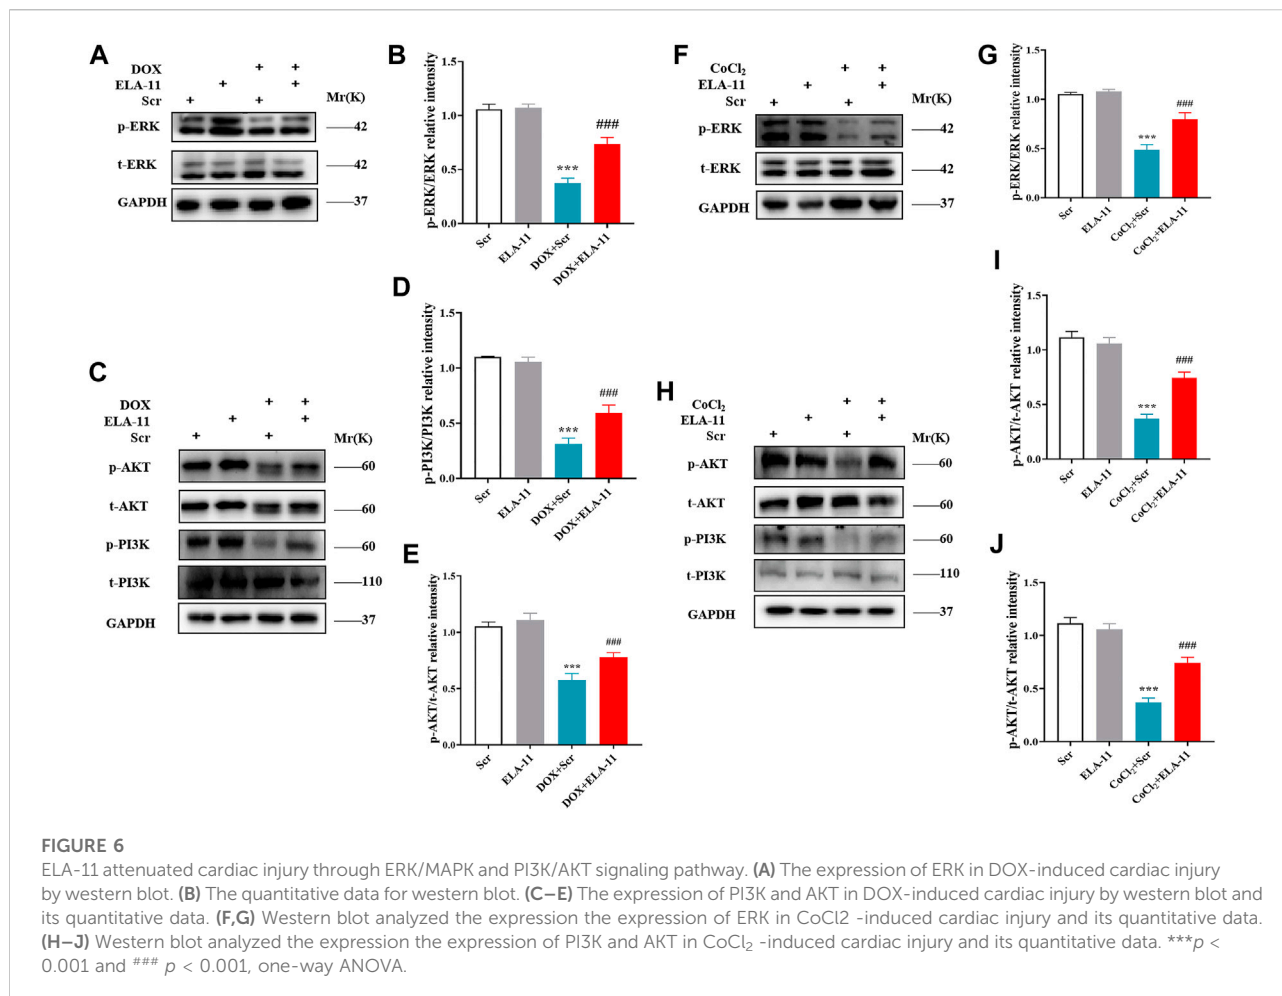 A
DOX + +
ELA-11 + +
Scr + +
Mr(K)
p-ERK 42
t-ERK 42
GAPDH 37
B
p-ERK/ERK relative intensity
1.5
1.0
0.5
0.0
***
###
Scr
ELA-11
DOX+Scr
DOX+ELA-11
C
DOX + +
ELA-11 + +
Scr + +
Mr(K)
p-AKT 60
t-AKT 60
p-PI3K 60
t-PI3K 110
GAPDH 37
D
p-PI3K/PI3K relative intensity
1.5
1.0
0.5
0.0
***
###
Scr
ELA-11
DOX+Scr
DOX+ELA-11
E
p-AKT/t-AKT relative intensity
1.5
1.0
0.5
0.0
***
###
Scr
ELA-11
DOX+Scr
DOX+ELA-11
F
CoCl₂ + +
ELA-11 + +
Scr + +
Mr(K)
p-ERK 42
t-ERK 42
GAPDH 37
G
p-ERK/ERK relative intensity
1.5
1.0
0.5
0.0
***
###
Scr
ELA-11
CoCl₂+Scr
CoCl₂+ELA-11
H
CoCl₂ + +
ELA-11 + +
Scr + +
Mr(K)
p-AKT 60
t-AKT 60
p-PI3K 60
t-PI3K 110
GAPDH 37
I
p-AKT/t-AKT relative intensity
1.5
1.0
0.5
0.0
***
###
Scr
ELA-11
CoCl₂+Scr
CoCl₂+ELA-11
J
p-AKT/t-AKT relative intensity
1.5
1.0
0.5
0.0
***
###
Scr
ELA-11
CoCl₂+Scr
CoCl₂+ELA-11
FIGURE 6
ELA-11 attenuated cardiac injury through ERK/MAPK and PI3K/AKT signaling pathway. (A) The expression of ERK in DOX-induced cardiac injury
by western blot. (B) The quantitative data for western blot. (C–E) The expression of PI3K and AKT in DOX-induced cardiac injury by western blot and
its quantitative data. (F,G) Western blot analyzed the expression the expression of ERK in CoCl2 -induced cardiac injury and its quantitative data.
(H–J) Western blot analyzed the expression the expression of PI3K and AKT in CoCl₂ -induced cardiac injury and its quantitative data. ***p <
0.001 and ### p < 0.001, one-way ANOVA.